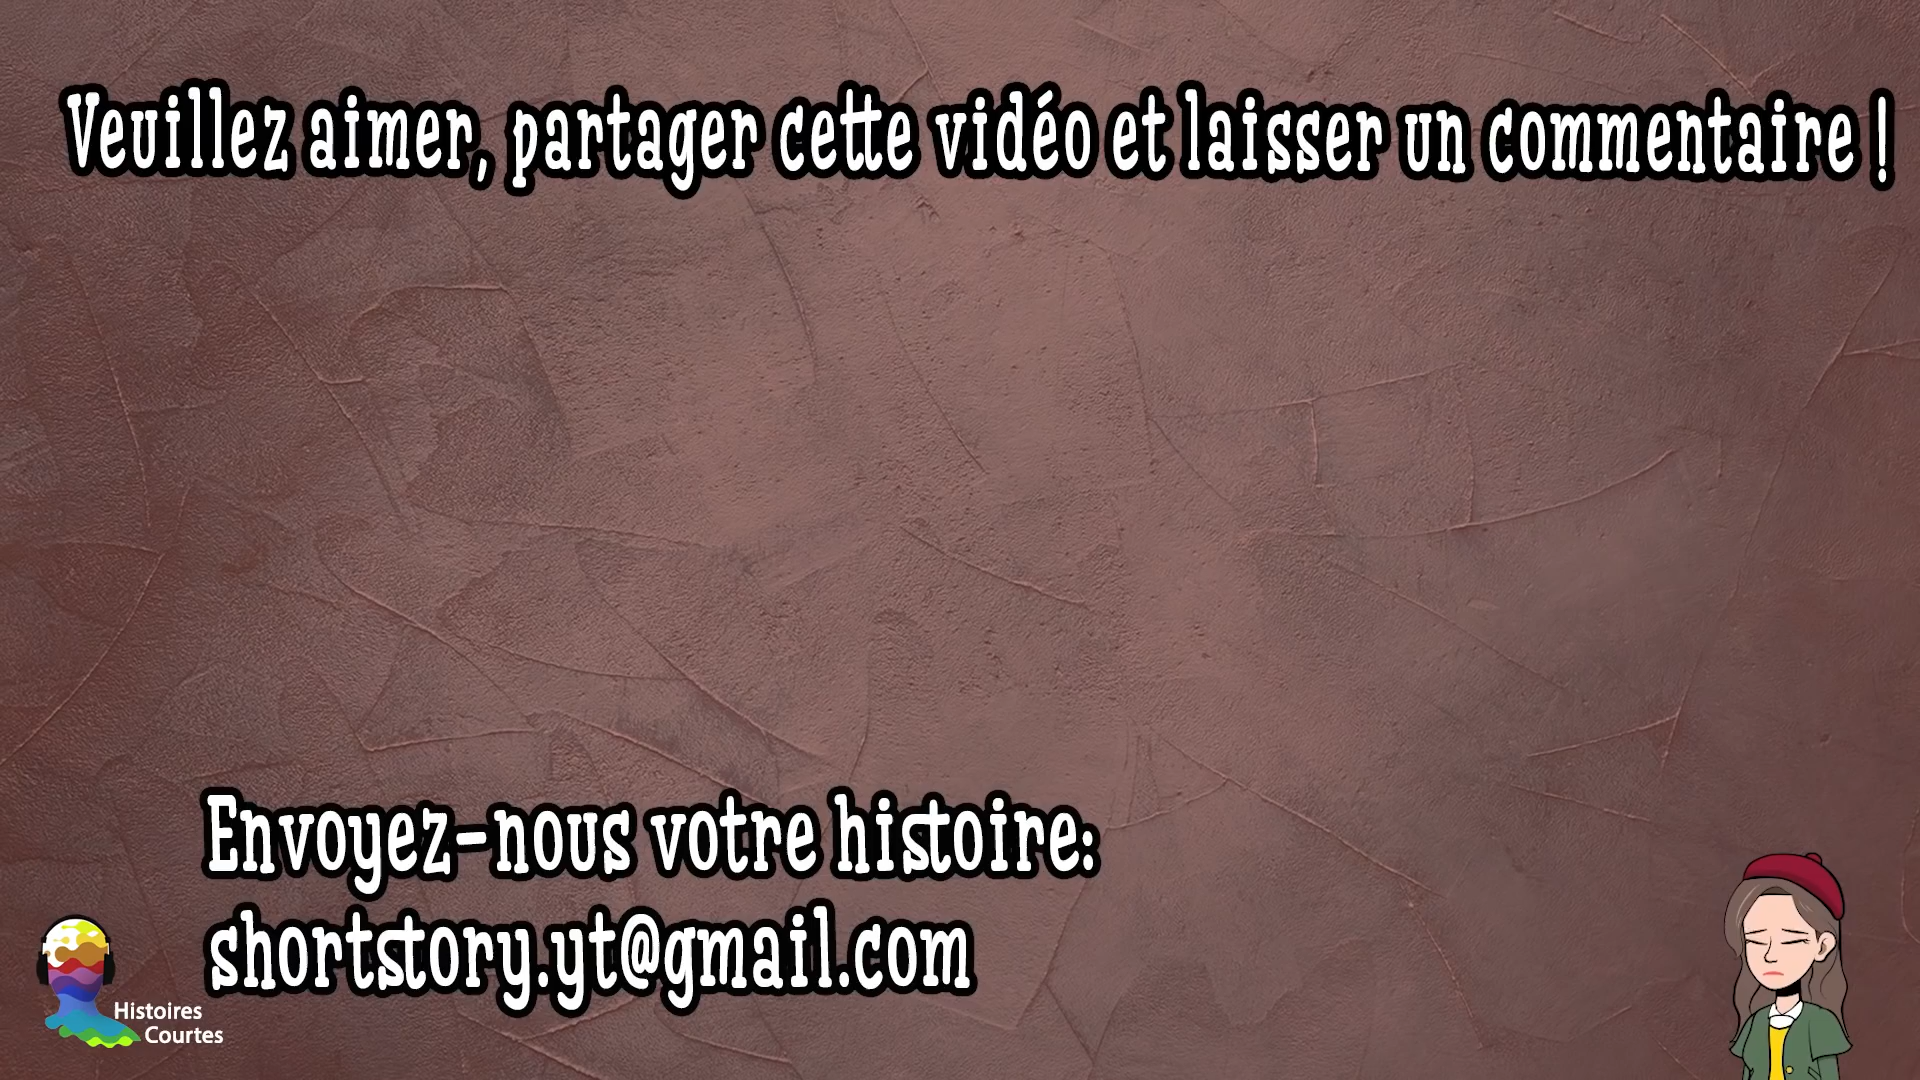 Veuillez aimer, partager cette vidéo et laisser un commentaire !
Envoyez-nous votre histoire:
shortstory.yt@gmail.com
Histoires
Courtes